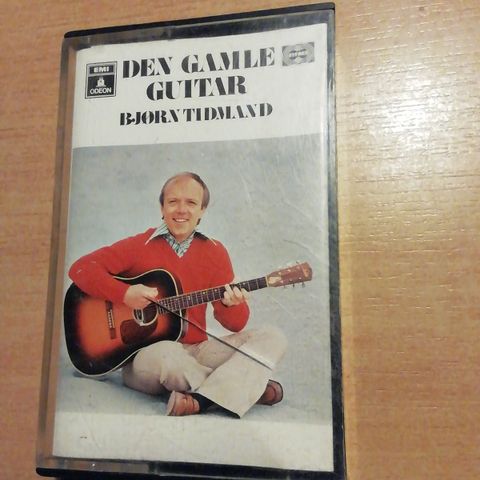 EMI
ODEON
DEN GAMLE
GUITAR
BJØRN TIDMAND